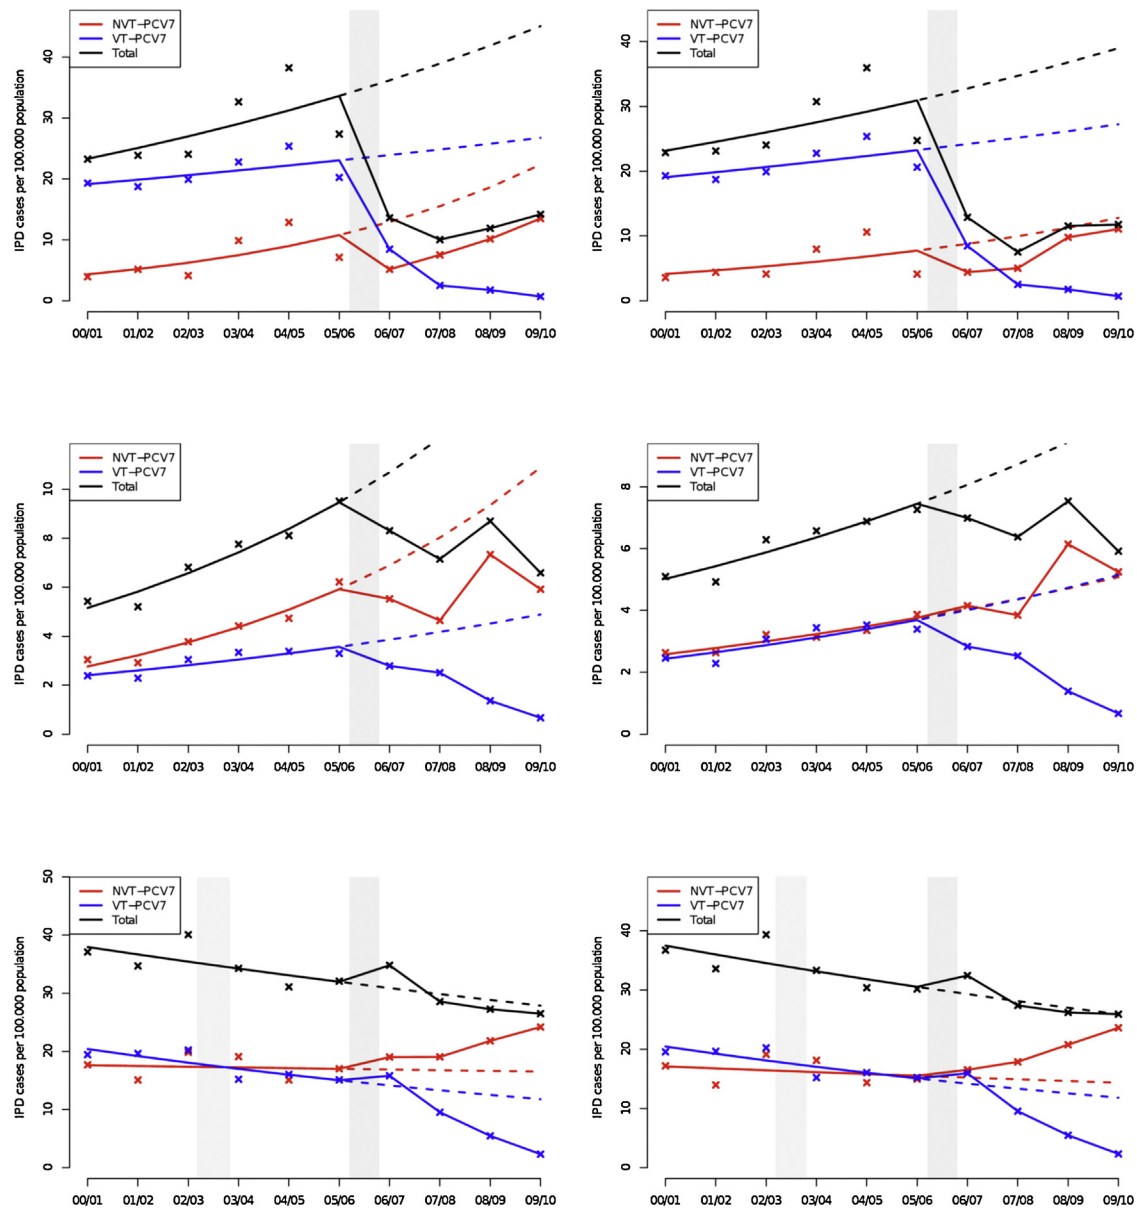 NVT−PCV7
VT−PCV7
Total
IPD cases per 100.000 population
0 10 20 30 40
00/01 01/02 02/03 03/04 04/05 05/06 06/07 07/08 08/09 09/10
NVT−PCV7
VT−PCV7
Total
IPD cases per 100.000 population
0 10 20 30 40
00/01 01/02 02/03 03/04 04/05 05/06 06/07 07/08 08/09 09/10
NVT−PCV7
VT−PCV7
Total
IPD cases per 100.000 population
0 2 4 6 8 10
00/01 01/02 02/03 03/04 04/05 05/06 06/07 07/08 08/09 09/10
NVT−PCV7
VT−PCV7
Total
IPD cases per 100.000 population
0 2 4 6 8
00/01 01/02 02/03 03/04 04/05 05/06 06/07 07/08 08/09 09/10
NVT−PCV7
VT−PCV7
Total
IPD cases per 100.000 population
0 10 20 30 40 50
00/01 01/02 02/03 03/04 04/05 05/06 06/07 07/08 08/09 09/10
NVT−PCV7
VT−PCV7
Total
IPD cases per 100.000 population
0 10 20 30 40
00/01 01/02 02/03 03/04 04/05 05/06 06/07 07/08 08/09 09/10